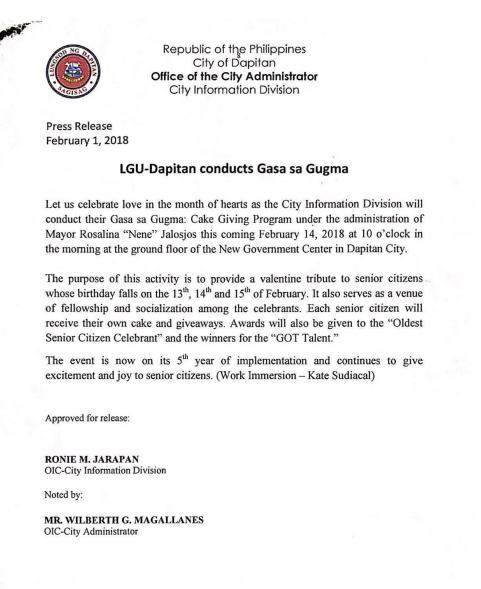 LUNGSOD NG DAPITAN
SAGISAG
Republic of the Philippines
City of Dapitan
Office of the City Administrator
City Information Division
Press Release
February 1, 2018
LGU-Dapitan conducts Gasa sa Gugma
Let us celebrate love in the month of hearts as the City Information Division will
conduct their Gasa sa Gugma: Cake Giving Program under the administration of
Mayor Rosalina “Nene” Jalosjos this coming February 14, 2018 at 10 o’clock in
the morning at the ground floor of the New Government Center in Dapitan City.
The purpose of this activity is to provide a valentine tribute to senior citizens
whose birthday falls on the 13th, 14th and 15th of February. It also serves as a venue
of fellowship and socialization among the celebrants. Each senior citizen will
receive their own cake and giveaways. Awards will also be given to the “Oldest
Senior Citizen Celebrant” and the winners for the “GOT Talent.”
The event is now on its 5th year of implementation and continues to give
excitement and joy to senior citizens. (Work Immersion – Kate Sudiacal)
Approved for release:
RONIE M. JARAPAN
OIC-City Information Division
Noted by:
MR. WILBERTH G. MAGALLANES
OIC-City Administrator